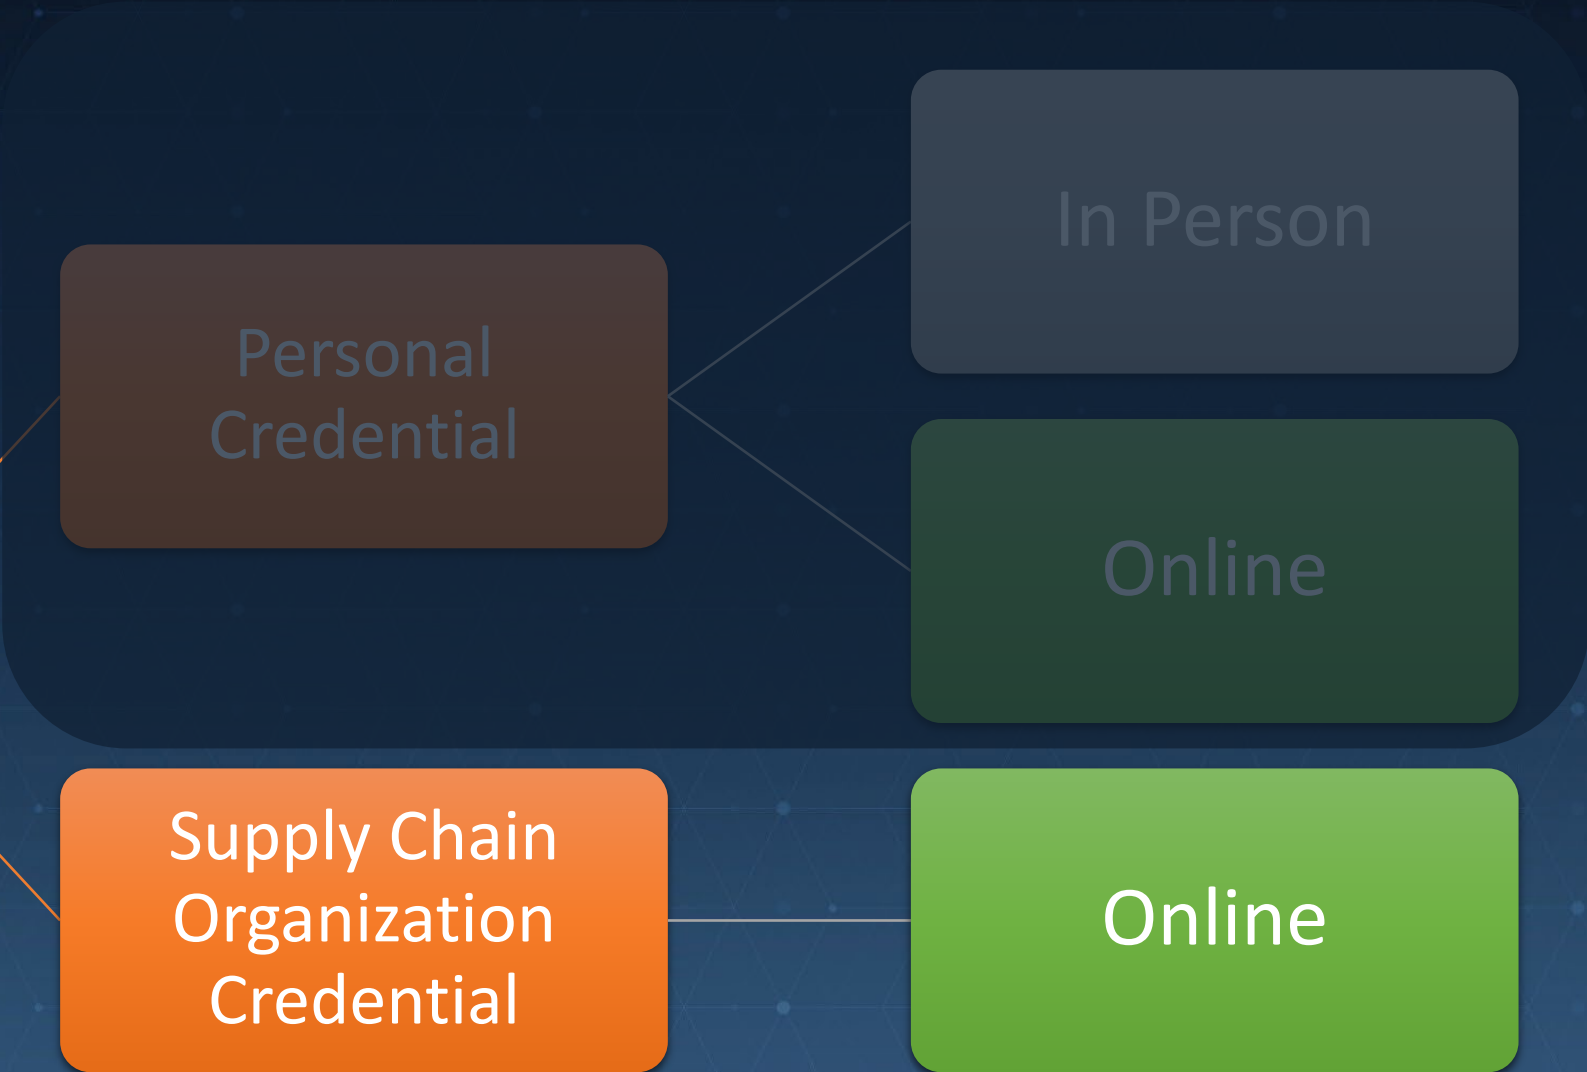 In Person
Personal
Credential
Online
Supply Chain
Organization
Credential
Online